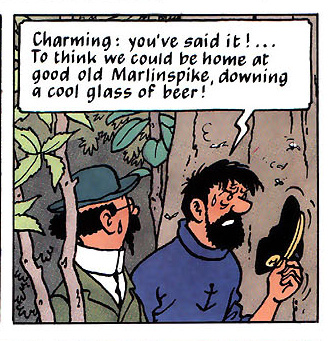 Charming: you've said it!...
To think we could be home at
good old Marlinspike, downing
a cool glass of beer!